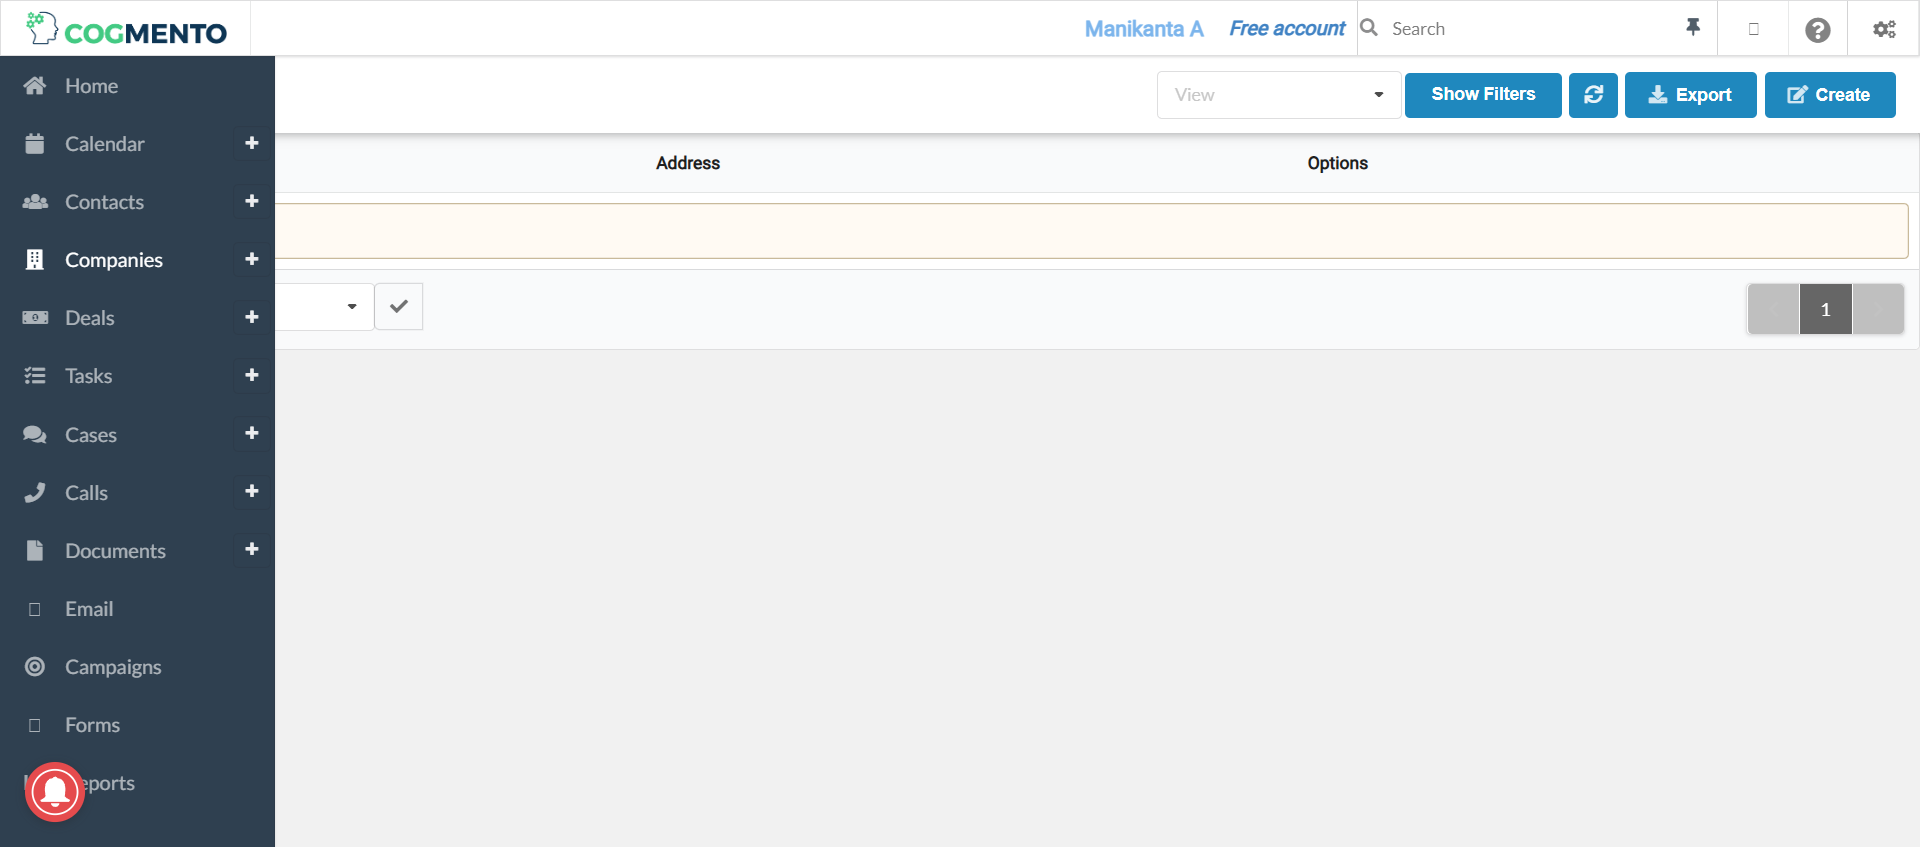 COGMENTO
Manikanta A
Free account
Search
Home
View
Show Filters
Export
Create
Calendar
Address
Options
Contacts
Companies
Deals
1
Tasks
Cases
Calls
Documents
Email
Campaigns
Forms
eports